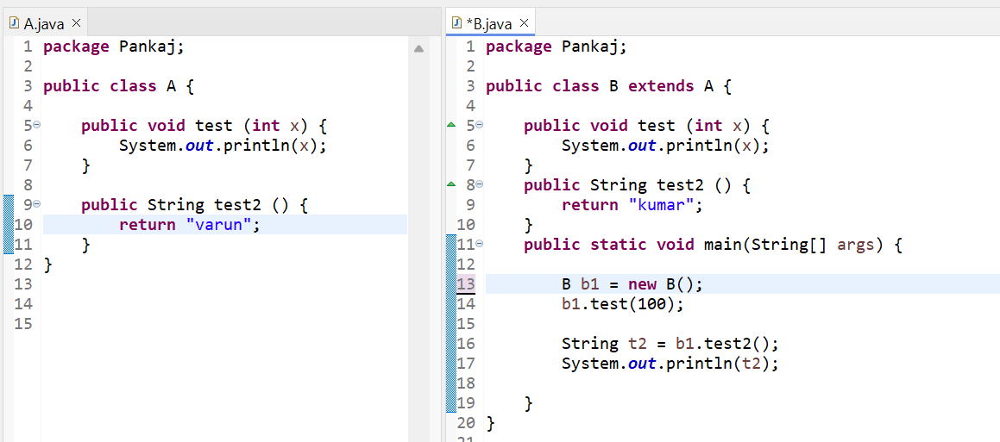 A.java ×
1 package Pankaj;
2
3 public class A {
4
5 public void test (int x) {
6 System.out.println(x);
7 }
8
9 public String test2 () {
10 return "varun";
11 }
12 }
13
14
15
*B.java ×
1 package Pankaj;
2
3 public class B extends A {
4
5 public void test (int x) {
6 System.out.println(x);
7 }
8 public String test2 () {
9 return "kumar";
10 }
11 public static void main(String[] args) {
12
13 B b1 = new B();
14 b1.test(100);
15
16 String t2 = b1.test2();
17 System.out.println(t2);
18
19 }
20 }
21